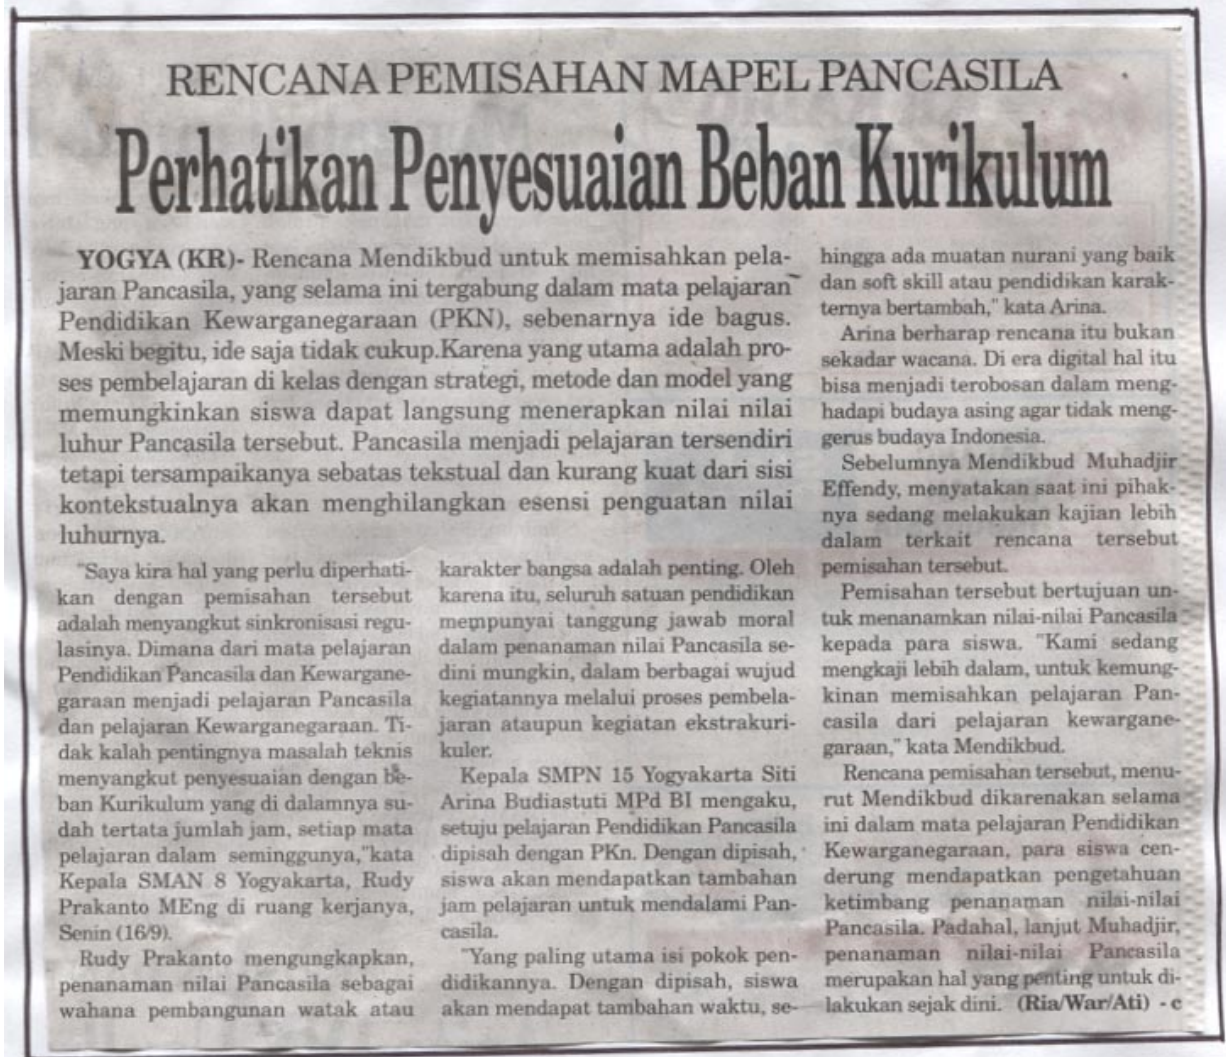 RENCANA PEMISAHAN MAPEL PANCASILA
Perhatikan Penyesuaian Beban Kurikulum
YOGYA (KR)- Rencana Mendikbud untuk memisahkan pela-
jaran Pancasila, yang selama ini tergabung dalam mata pelajaran
Pendidikan Kewarganegaraan (PKN), sebenarnya ide bagus.
Meski begitu, ide saja tidak cukup.Karena yang utama adalah pro-
ses pembelajaran di kelas dengan strategi, metode dan model yang
memungkinkan siswa dapat langsung menerapkan nilai nilai
luhur Pancasila tersebut. Pancasila menjadi pelajaran tersendiri
tetapi tersampaikanya sebatas tekstual dan kurang kuat dari sisi
kontekstualnya akan menghilangkan esensi penguatan nilai
luhurnya.
"Saya kira hal yang perlu diperhati-
kan dengan pemisahan tersebut
adalah menyangkut sinkronisasi regu-
lasinya. Dimana dari mata pelajaran
Pendidikan Pancasila dan Kewargane-
garaan menjadi pelajaran Pancasila
dan pelajaran Kewarganegaraan. Ti-
dak kalah pentingnya masalah teknis
menyangkut penyesuaian dengan be-
ban Kurikulum yang di dalamnya su-
dah tertata jumlah jam, setiap mata
pelajaran dalam seminggunya,"kata
Kepala SMAN 8 Yogyakarta, Rudy
Prakanto MEng di ruang kerjanya,
Senin (16/9).
Rudy Prakanto mengungkapkan,
penanaman nilai Pancasila sebagai
wahana pembangunan watak atau
karakter bangsa adalah penting. Oleh
karena itu, seluruh satuan pendidikan
mempunyai tanggung jawab moral
dalam penanaman nilai Pancasila se-
dini mungkin, dalam berbagai wujud
kegiatannya melalui proses pembela-
jaran ataupun kegiatan ekstrakuri-
kuler.
Kepala SMPN 15 Yogyakarta Siti
Arina Budiastuti MPd BI mengaku,
setuju pelajaran Pendidikan Pancasila
dipisah dengan PKn. Dengan dipisah,
siswa akan mendapatkan tambahan
jam pelajaran untuk mendalami Pan-
casila.
"Yang paling utama isi pokok pen-
didikannya. Dengan dipisah, siswa
akan mendapat tambahan waktu, se-
hingga ada muatan nurani yang baik
dan soft skill atau pendidikan karak-
ternya bertambah," kata Arina.
Arina berharap rencana itu bukan
sekadar wacana. Di era digital hal itu
bisa menjadi terobosan dalam meng-
hadapi budaya asing agar tidak meng-
gerus budaya Indonesia.
Sebelumnya Mendikbud Muhadjir
Effendy, menyatakan saat ini pihak-
nya sedang melakukan kajian lebih
dalam terkait rencana tersebut
pemisahan tersebut.
Pemisahan tersebut bertujuan un-
tuk menanamkan nilai-nilai Pancasila
kepada para siswa. "Kami sedang
mengkaji lebih dalam, untuk kemung-
kinan memisahkan pelajaran Pan-
casila dari pelajaran kewargane-
garaan," kata Mendikbud.
Rencana pemisahan tersebut, menu-
rut Mendikbud dikarenakan selama
ini dalam mata pelajaran Pendidikan
Kewarganegaraan, para siswa cen-
derung mendapatkan pengetahuan
ketimbang penanaman nilai-nilai
Pancasila. Padahal, lanjut Muhadjir,
penanaman nilai-nilai Pancasila
merupakan hal yang penting untuk di-
lakukan sejak dini. (Ria/War/Ati) - c